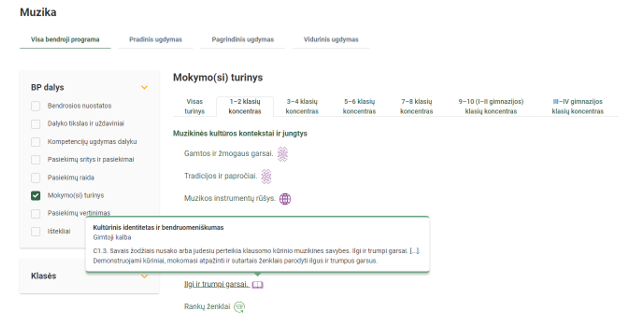 Muzika
Visa bendroji programa
Pradinis ugdymas
Pagrindinis ugdymas
Vidurinis ugdymas
BP dalys
Bendrosios nuostatos
Dalyko tikslas ir uždaviniai
Kompetencijų ugdymas dalyku
Pasiekimų sritys ir pasiekimai
Pasiekimų raida
Mokymo(si) turinys
Pasiekimų vertinimas
Ištekliai
Klasės
Mokymo(si) turinys
Visas turinys
1–2 klasių koncentras
3–4 klasių koncentras
5–6 klasių koncentras
7–8 klasių koncentras
9–10 (I–II gimnazijos) klasių koncentras
III–IV gimnazijos klasių koncentras
Muzikinės kultūros kontekstai ir jungtys
Gamtos ir žmogaus garsai.
Tradicijos ir papročiai.
Muzikos instrumentų rūšys.
Kultūrinis identitetas ir bendruomeniškumas
Gimtoji kalba
C1.3. Savais žodžiais nusako arba judesiu perteikia klausomo kūrinio muzikines savybes. Ilgi ir trumpi garsai. [...].
Demonstruojami kūriniai, mokomasi atpažinti ir sutartais ženklais parodyti ilgus ir trumpus garsus.
Ilgi ir trumpi garsai.
Rankų ženklai